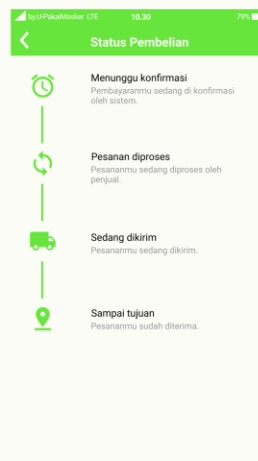 by.U-PakaiMasker LTE 10.30 79%
Status Pembelian
Menunggu konfirmasi
Pembayaranmu sedang di konfirmasi
oleh sistem.
Pesanan diproses
Pesananmu sedang diproses oleh
penjual.
Sedang dikirim
Pesananmu sedang dikirim.
Sampai tujuan
Pesananmu sudah diterima.